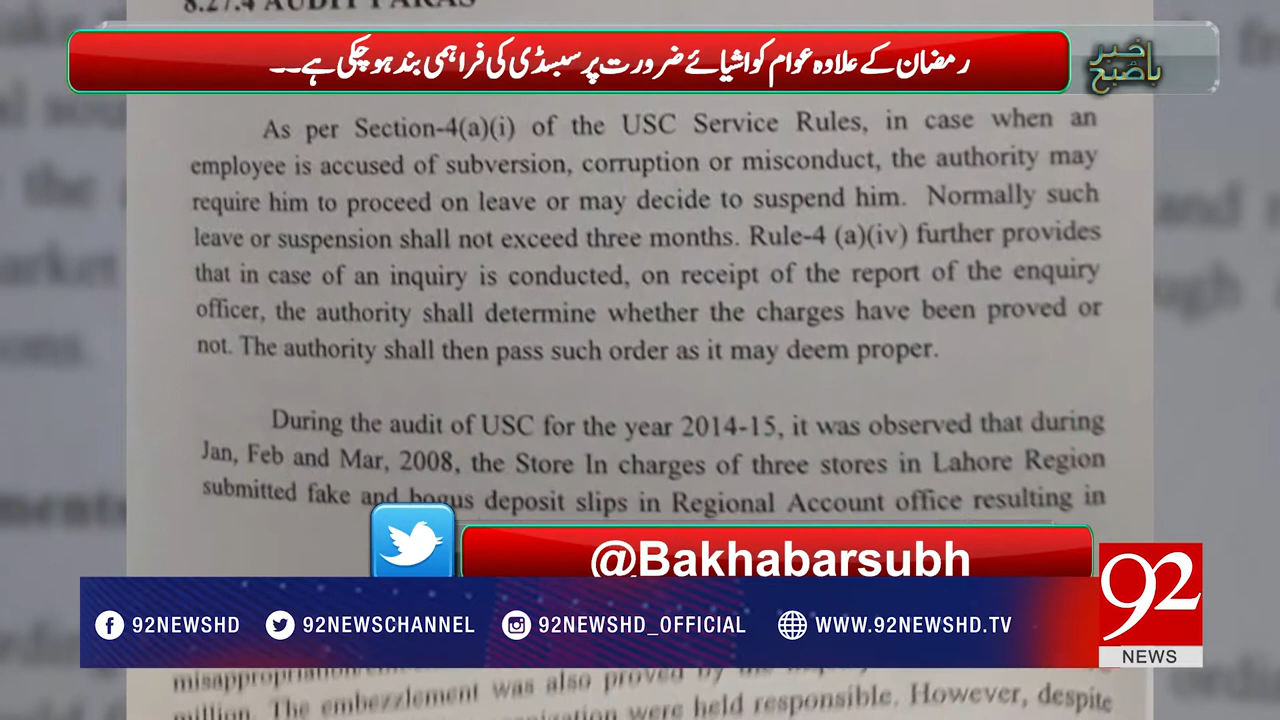 8.27.4 AUDIT PARAS
رمضان کے علاوہ عوام کو اشیائے ضرورت پر سبسڈی کی فراہمی بند ہو چکی ہے۔۔
باخبر صبح
As per Section-4(a)(i) of the USC Service Rules, in case when an
employee is accused of subversion, corruption or misconduct, the authority may
require him to proceed on leave or may decide to suspend him. Normally such
leave or suspension shall not exceed three months. Rule-4 (a)(iv) further provides
that in case of an inquiry is conducted, on receipt of the report of the enquiry
officer, the authority shall determine whether the charges have been proved or
not. The authority shall then pass such order as it may deem proper.
During the audit of USC for the year 2014-15, it was observed that during
Jan, Feb and Mar, 2008, the Store In charges of three stores in Lahore Region
submitted fake and bogus deposit slips in Regional Account office resulting in
@Bakhabarsubh
92NEWSHD 92NEWSCHANNEL 92NEWSHD_OFFICIAL WWW.92NEWSHD.TV
92
NEWS
million. The embezzlement was also proved by the
were held responsible. However, despite